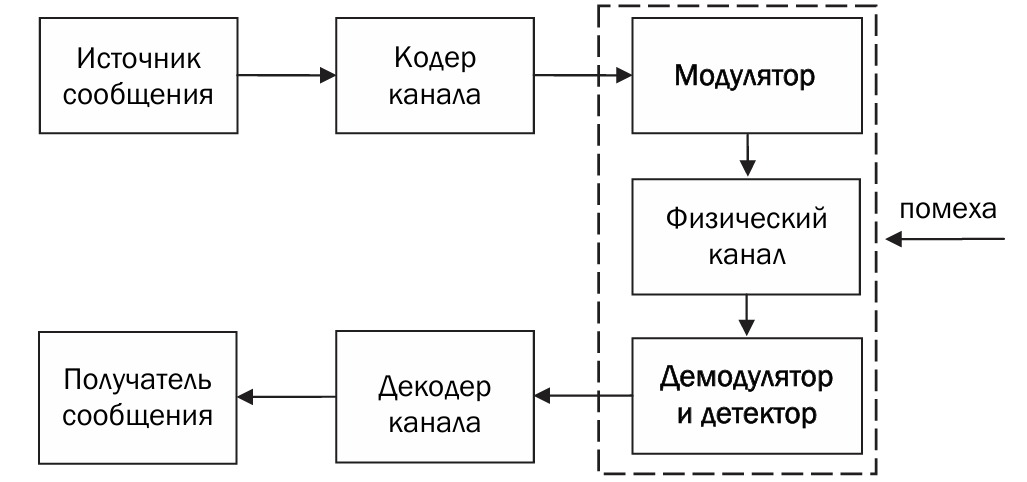 Источник
сообщения
Кодер
канала
Модулятор
Физический
канал
помеха
Демодулятор
и детектор
Декодер
канала
Получатель
сообщения